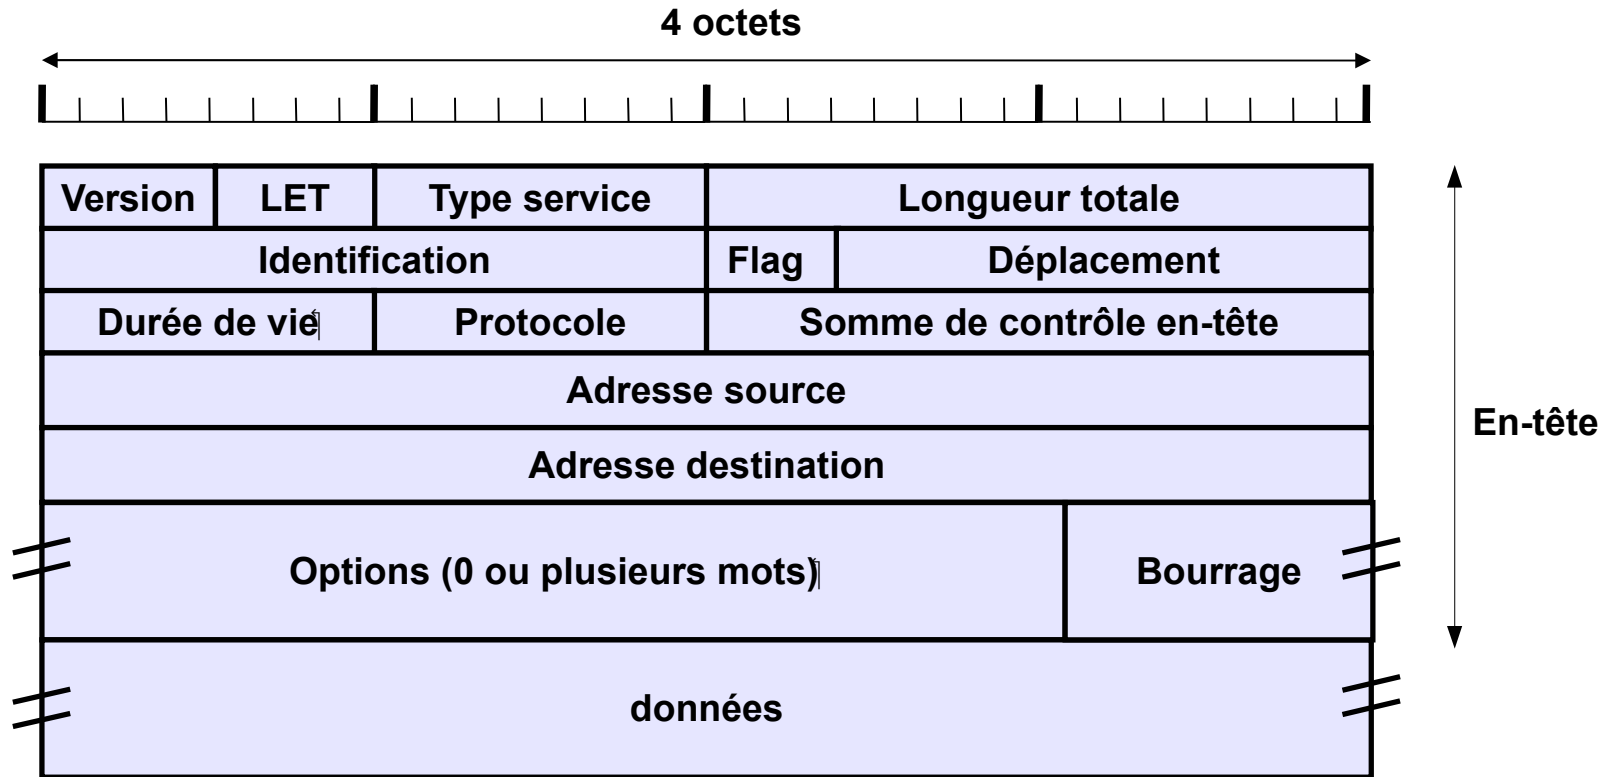 4 octets
Version LET Type service Longueur totale
Identification Flag Déplacement
Durée de vie Protocole Somme de contrôle en-tête
Adresse source
En-tête
Adresse destination
Options (0 ou plusieurs mots) Bourrage
données